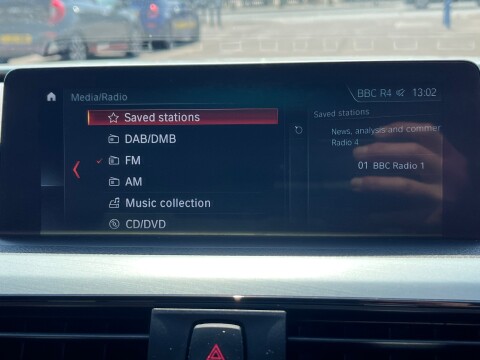 Media/Radio
BBC R4 13:02
Saved stations
DAB/DMB
FM
AM
Music collection
CD/DVD
Saved stations
News, analysis and commer
Radio 4
01 BBC Radio 1